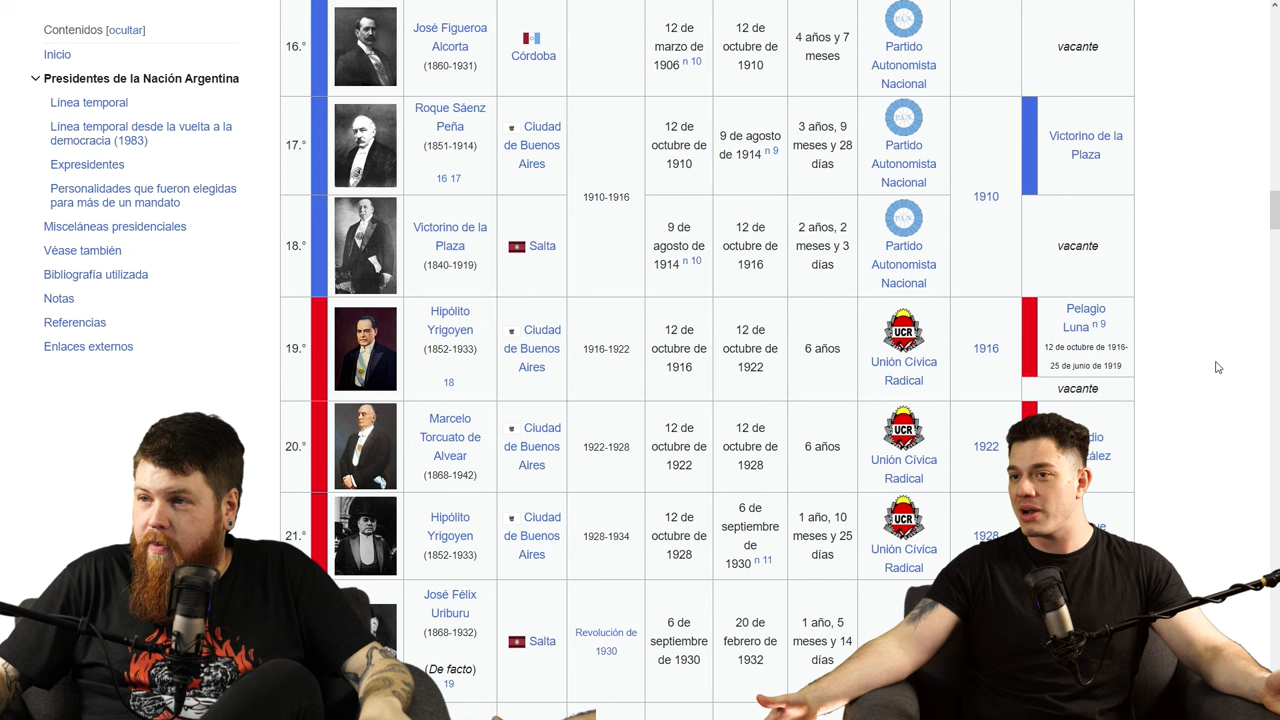 Contenidos [ocultar]
Inicio
Presidentes de la Nación Argentina
Línea temporal
Línea temporal desde la vuelta a la
democracia (1983)
Expresidentes
Personalidades que fueron elegidas
para más de un mandato
Misceláneas presidenciales
Véase también
Bibliografía utilizada
Notas
Referencias
Enlaces externos
16.°
José Figueroa
Alcorta
(1860-1931)
Córdoba
12 de
marzo de
1906 n 10
12 de
octubre de
1910
4 años y 7
meses
Partido
Autonomista
Nacional
vacante
17.°
Roque Sáenz
Peña
(1851-1914)
16 17
Ciudad
de Buenos
Aires
1910-1916
12 de
octubre de
1910
9 de agosto
de 1914 n 9
3 años, 9
meses y 28
días
Partido
Autonomista
Nacional
1910
Victorino de la
Plaza
18.°
Victorino de la
Plaza
(1840-1919)
Salta
9 de
agosto de
1914 n 10
12 de
octubre de
1916
2 años, 2
meses y 3
días
Partido
Autonomista
Nacional
vacante
19.°
Hipólito
Yrigoyen
(1852-1933)
18
Ciudad
de Buenos
Aires
1916-1922
12 de
octubre de
1916
12 de
octubre de
1922
6 años
UCR
Unión Cívica
Radical
1916
Pelagio
Luna n 9
12 de octubre de 1916-
25 de junio de 1919
vacante
20.°
Marcelo
Torcuato de
Alvear
(1868-1942)
Ciudad
de Buenos
Aires
1922-1928
12 de
octubre de
1922
12 de
octubre de
1928
6 años
UCR
Unión Cívica
Radical
1922
21.°
Hipólito
Yrigoyen
(1852-1933)
Ciudad
de Buenos
Aires
1928-1934
12 de
octubre de
1928
6 de
septiembre
de
1930 n 11
1 año, 10
meses y 25
días
UCR
Unión Cívica
Radical
1928
José Félix
Uriburu
(1868-1932)
(De facto)
19
Salta
Revolución de
1930
6 de
septiembre
de 1930
20 de
febrero de
1932
1 año, 5
meses y 14
días